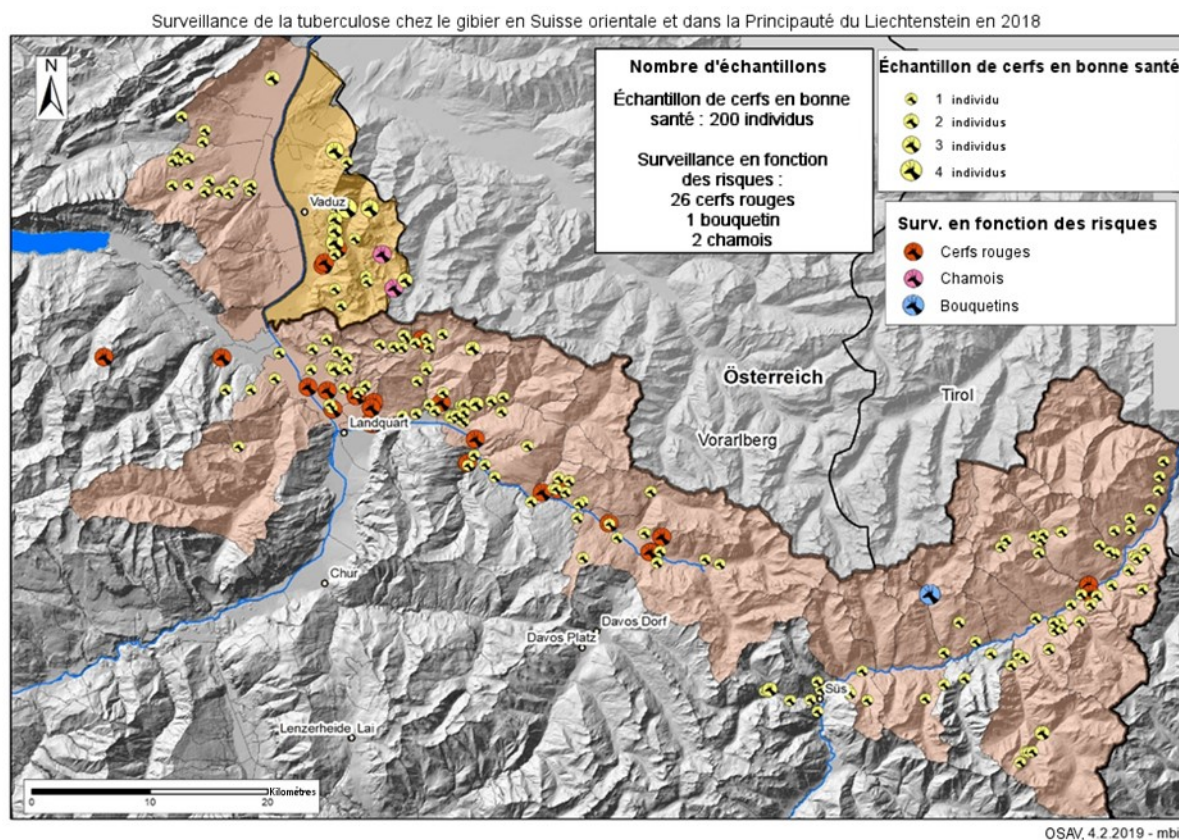 Surveillance de la tuberculose chez le gibier en Suisse orientale et dans la Principauté du Liechtenstein en 2018
N
Nombre d'échantillons
Échantillon de cerfs en bonne
santé : 200 individus
Surveillance en fonction
des risques :
26 cerfs rouges
1 bouquetin
2 chamois
Échantillon de cerfs en bonne santé
1 individu
2 individus
3 individus
4 individus
Surv. en fonction des risques
Cerfs rouges
Chamois
Bouquetins
Vaduz
Österreich
Tirol
Vorarlberg
Landquart
Chur
Davos Dorf
Davos Platz
Süs
Lenzerheide Lai
Kilomètres
0 10 20
OSAV, 4.2.2019 - mbi